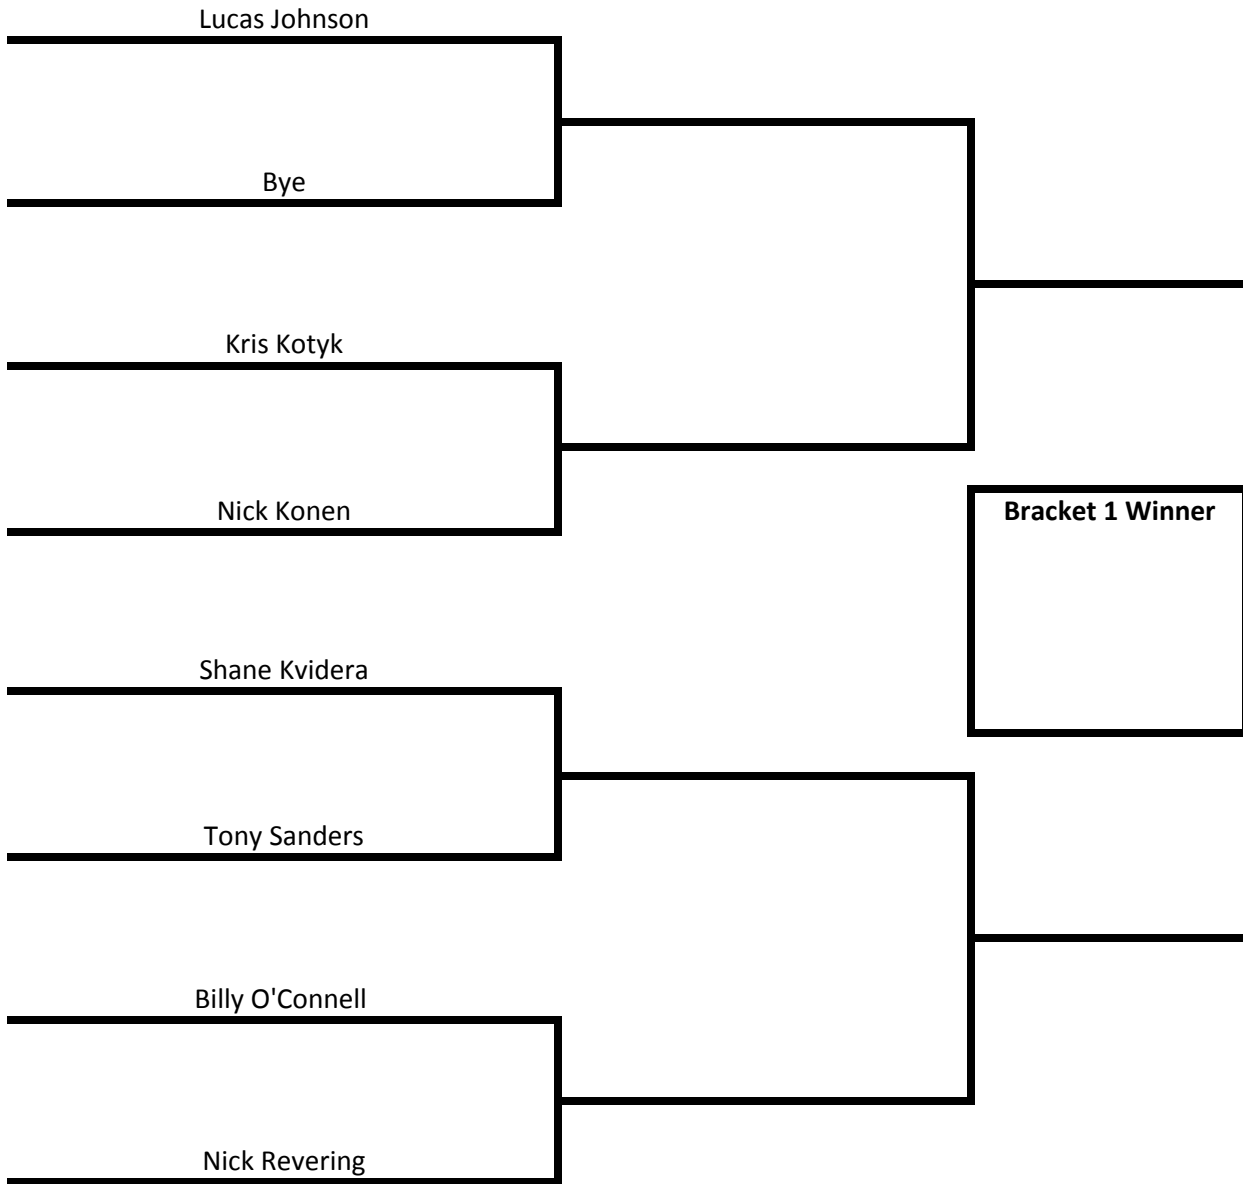 Lucas Johnson
Bye
Kris Kotyk
Nick Konen
Bracket 1 Winner
Shane Kvidera
Tony Sanders
Billy O'Connell
Nick Revering